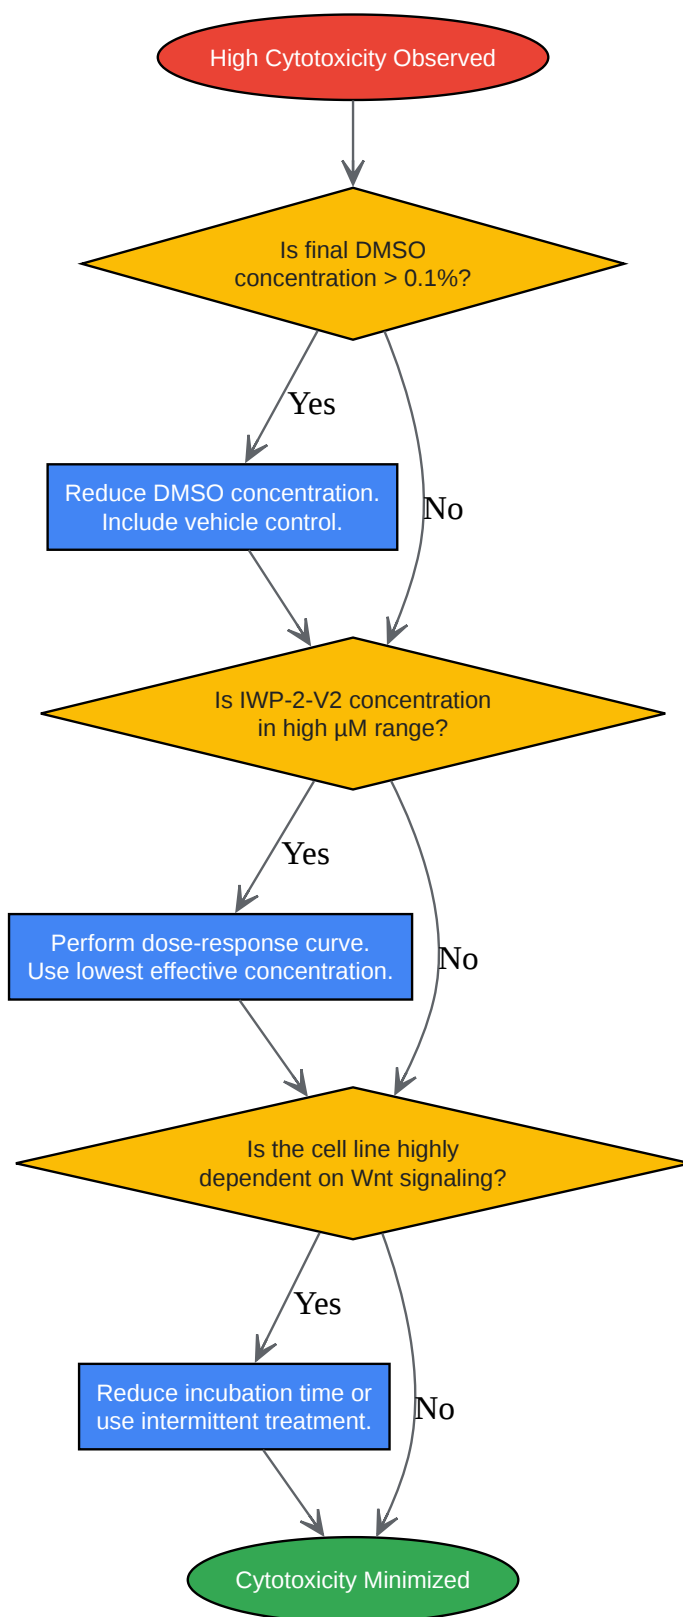 High Cytotoxicity Observed
Is final DMSO
concentration > 0.1%?
Yes
Reduce DMSO concentration.
Include vehicle control.
No
Is IWP-2-V2 concentration
in high µM range?
Yes
Perform dose-response curve.
Use lowest effective concentration.
No
Is the cell line highly
dependent on Wnt signaling?
Yes
Reduce incubation time or
use intermittent treatment.
No
Cytotoxicity Minimized